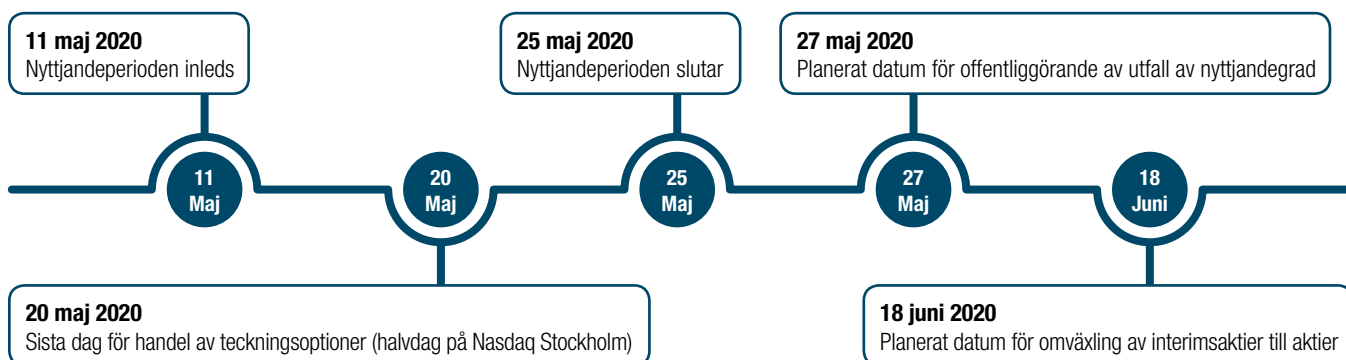 11 maj 2020
Nyttjandeperioden inleds
25 maj 2020
Nyttjandeperioden slutar
27 maj 2020
Planerat datum för offentliggörande av utfall av nyttjandegrad
11
Maj
20
Maj
25
Maj
27
Maj
18
Juni
20 maj 2020
Sista dag för handel av teckningsoptioner (halvdag på Nasdaq Stockholm)
18 juni 2020
Planerat datum för omväxling av interimsaktier till aktier